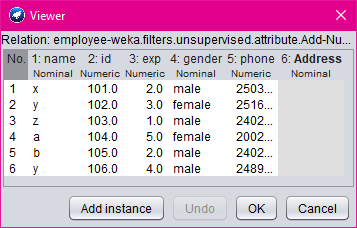 Viewer
Relation: employee-weka.filters.unsupervised.attribute.Add-Nu...
No. 1: name 2: id 3: exp 4: gender 5: phone 6: Address
Nominal Numeric Numeric Nominal Numeric Nominal
1 x 101.0 2.0 male 2503...
2 y 102.0 3.0 female 2516...
3 z 103.0 1.0 male 2402...
4 a 104.0 5.0 female 2002...
5 b 105.0 2.0 male 2402...
6 y 106.0 4.0 male 2489...
Add instance Undo OK Cancel